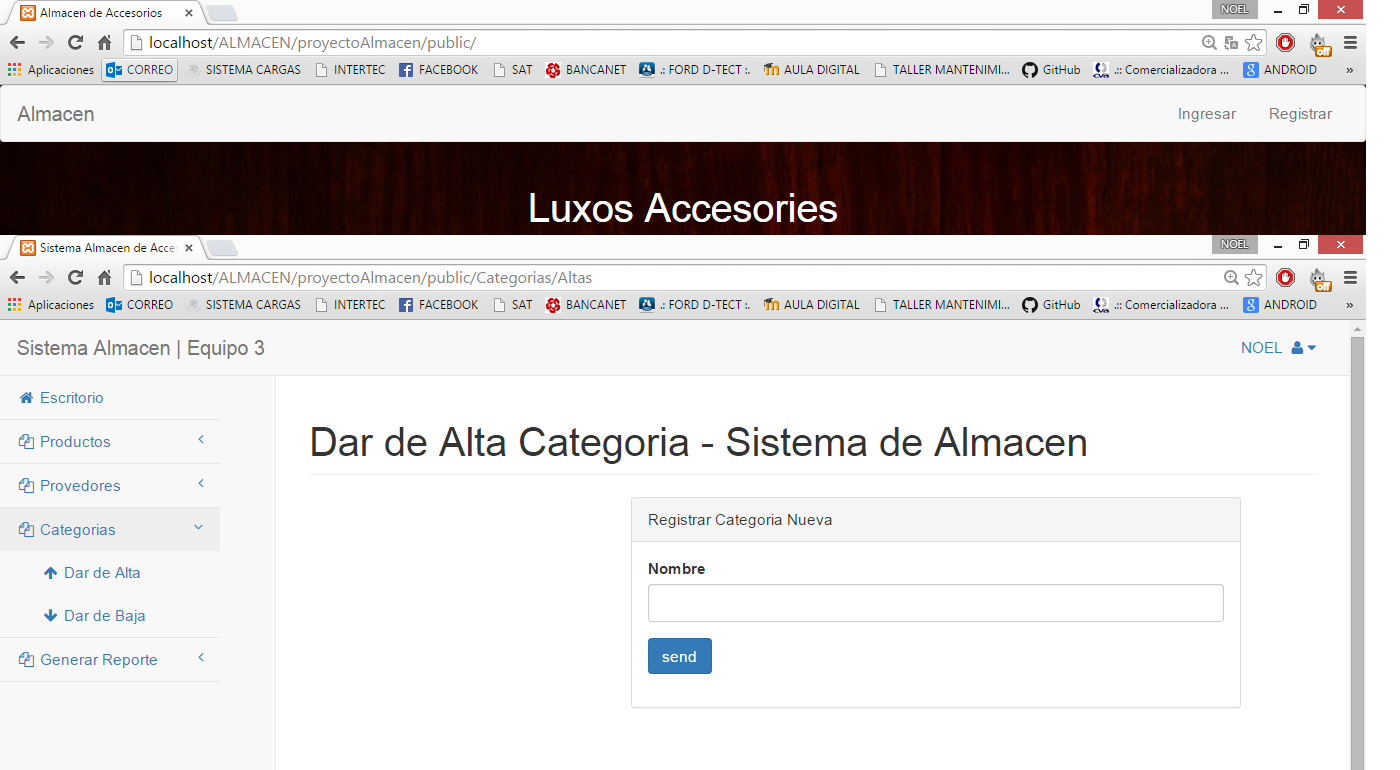 Almacen de Accesorios
NOEL
localhost/ALMACEN/proyectoAlmacen/public/
Aplicaciones CORREO SISTEMA CARGAS INTERTEC FACEBOOK SAT BANCANET .: FORD D-TECT :. AULA DIGITAL TALLER MANTENIMI... GitHub .:: Comercializadora ... ANDROID »
off
Almacen Ingresar Registrar
Luxos Accesories
Sistema Almacen de Acce
NOEL
localhost/ALMACEN/proyectoAlmacen/public/Categorias/Altas
Aplicaciones CORREO SISTEMA CARGAS INTERTEC FACEBOOK SAT BANCANET .: FORD D-TECT :. AULA DIGITAL TALLER MANTENIMI... GitHub .:: Comercializadora ... ANDROID »
off
Sistema Almacen | Equipo 3 NOEL
Escritorio
Productos
Provedores
Categorias
Dar de Alta
Dar de Baja
Generar Reporte
Dar de Alta Categoria - Sistema de Almacen
Registrar Categoria Nueva
Nombre
send